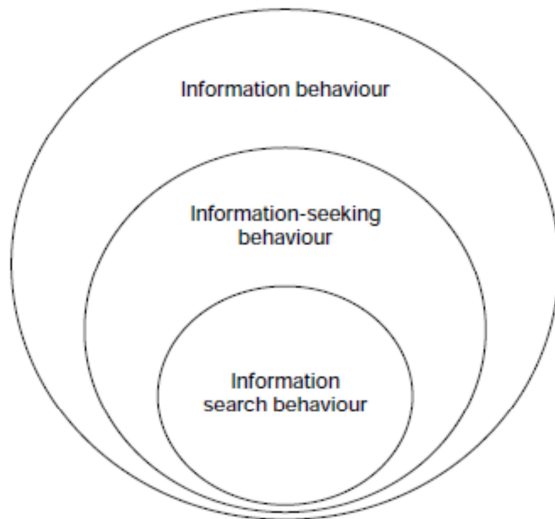 Information behaviour
Information-seeking
behaviour
Information
search behaviour